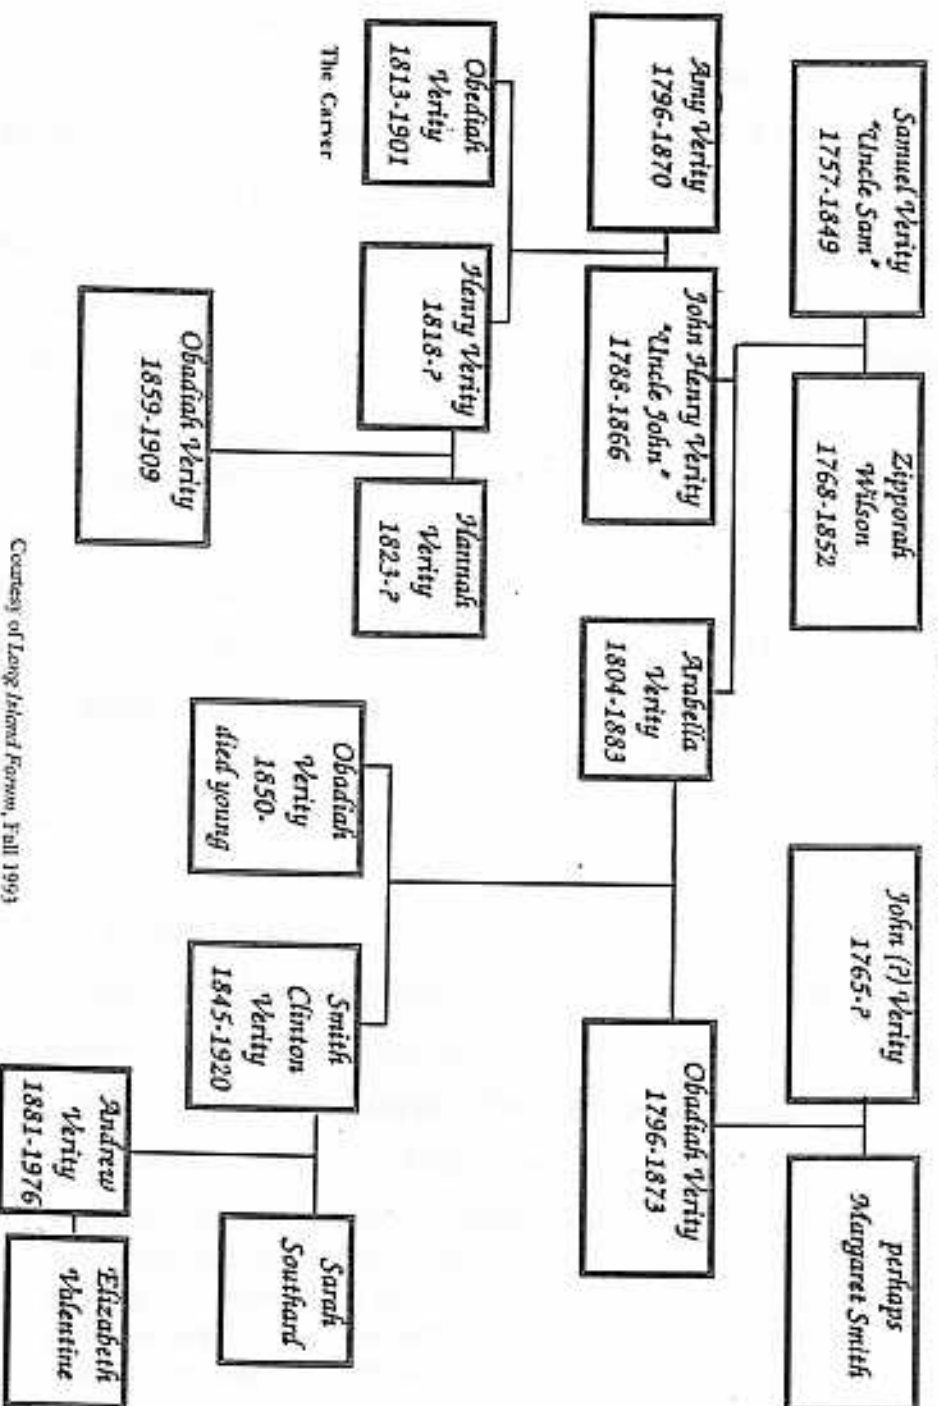 Samuel Verity
"Uncle Sam"
1757-1849
Zipporah
Wilson
1768-1852
John (?) Verity
1765-?
perhaps
Margaret Smith
Amy Verity
1796-1870
John Henry Verity
"Uncle John"
1788-1866
Arabella
Verity
1804-1883
Obadiah Verity
1796-1873
Obediah
Verity
1813-1901
The Carver
Henry Verity
1818-?
Hannah
Verity
1823-?
Obadiah
Verity
1850-
died young
Smith
Clinton
Verity
1845-1920
Sarah
Southard
Obadiah Verity
1859-1909
Andrew
Verity
1881-1976
Elizabeth
Valentine
Courtesy of Long Island Forum, Fall 1993